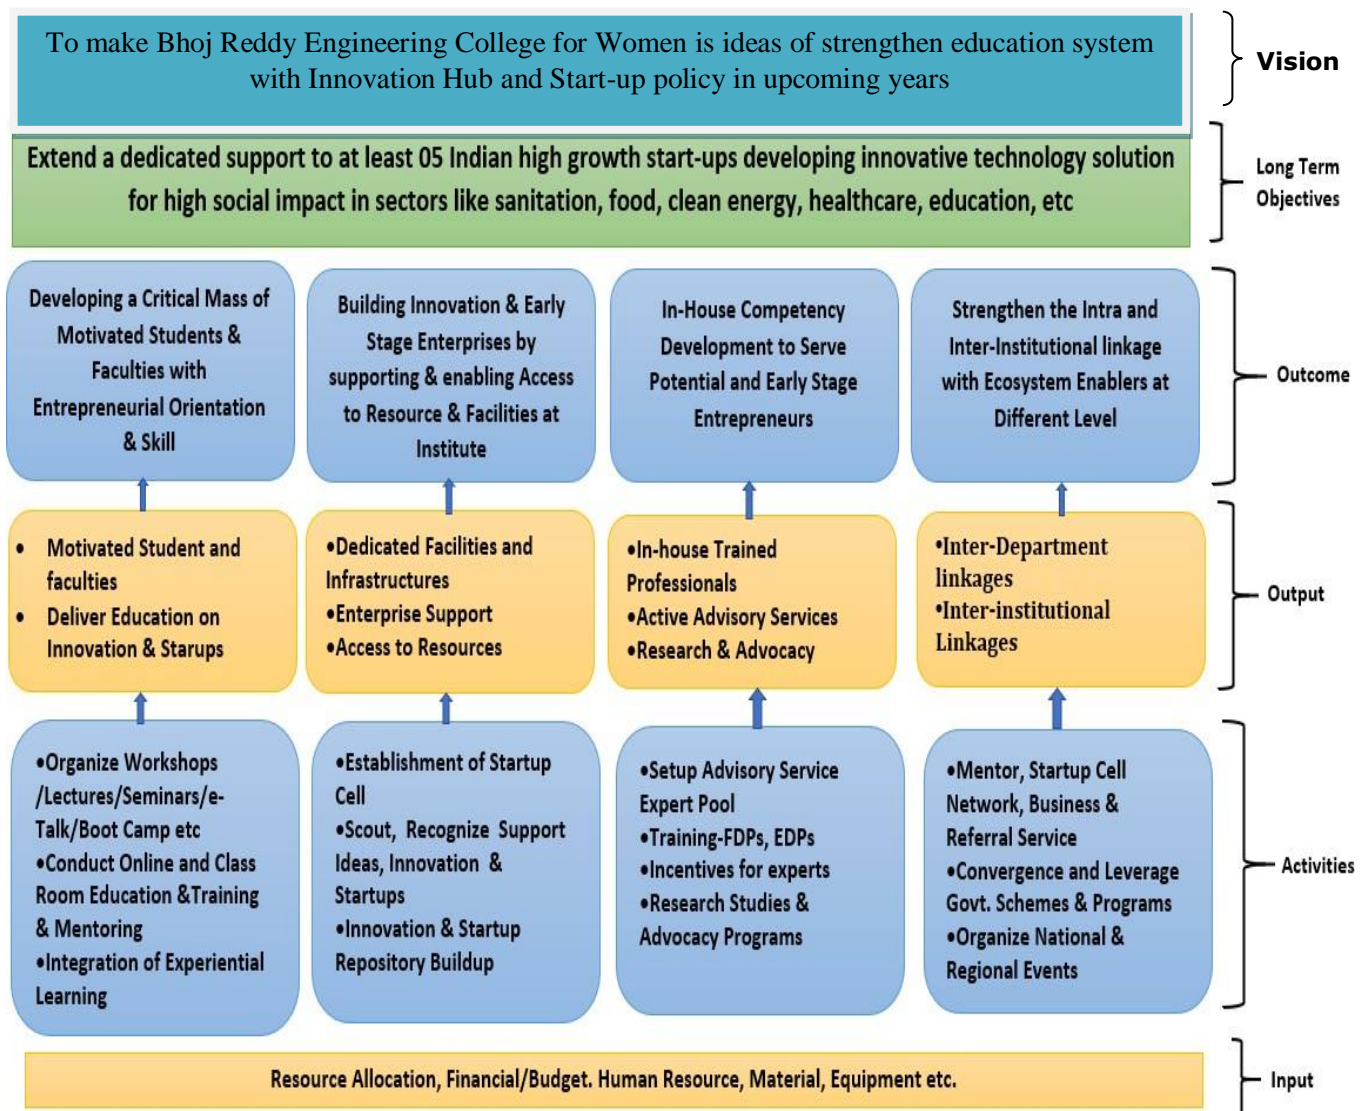 To make Bhoj Reddy Engineering College for Women is ideas of strengthen education system
with Innovation Hub and Start-up policy in upcoming years
Vision
Extend a dedicated support to at least 05 Indian high growth start-ups developing innovative technology solution
for high social impact in sectors like sanitation, food, clean energy, healthcare, education, etc
Long Term
Objectives
Developing a Critical Mass of
Motivated Students &
Faculties with
Entrepreneurial Orientation
& Skill
Building Innovation & Early
Stage Enterprises by
supporting & enabling Access
to Resource & Facilities at
Institute
In-House Competency
Development to Serve
Potential and Early Stage
Entrepreneurs
Strengthen the Intra and
Inter-Institutional linkage
with Ecosystem Enablers at
Different Level
Outcome
• Motivated Student and
faculties
• Deliver Education on
Innovation & Starups
•Dedicated Facilities and
Infrastructures
•Enterprise Support
•Access to Resources
•In-house Trained
Professionals
•Active Advisory Services
•Research & Advocacy
•Inter-Department
linkages
•Inter-institutional
Linkages
Output
•Organize Workshops
/Lectures/Seminars/e-
Talk/Boot Camp etc
•Conduct Online and Class
Room Education &Training
& Mentoring
•Integration of Experiential
Learning
•Establishment of Startup
Cell
•Scout, Recognize Support
Ideas, Innovation &
Startups
•Innovation & Startup
Repository Buildup
•Setup Advisory Service
Expert Pool
•Training-FDPs, EDPs
•Incentives for experts
•Research Studies &
Advocacy Programs
•Mentor, Startup Cell
Network, Business &
Referral Service
•Convergence and Leverage
Govt. Schemes & Programs
•Organize National &
Regional Events
Activities
Resource Allocation, Financial/Budget. Human Resource, Material, Equipment etc.
Input